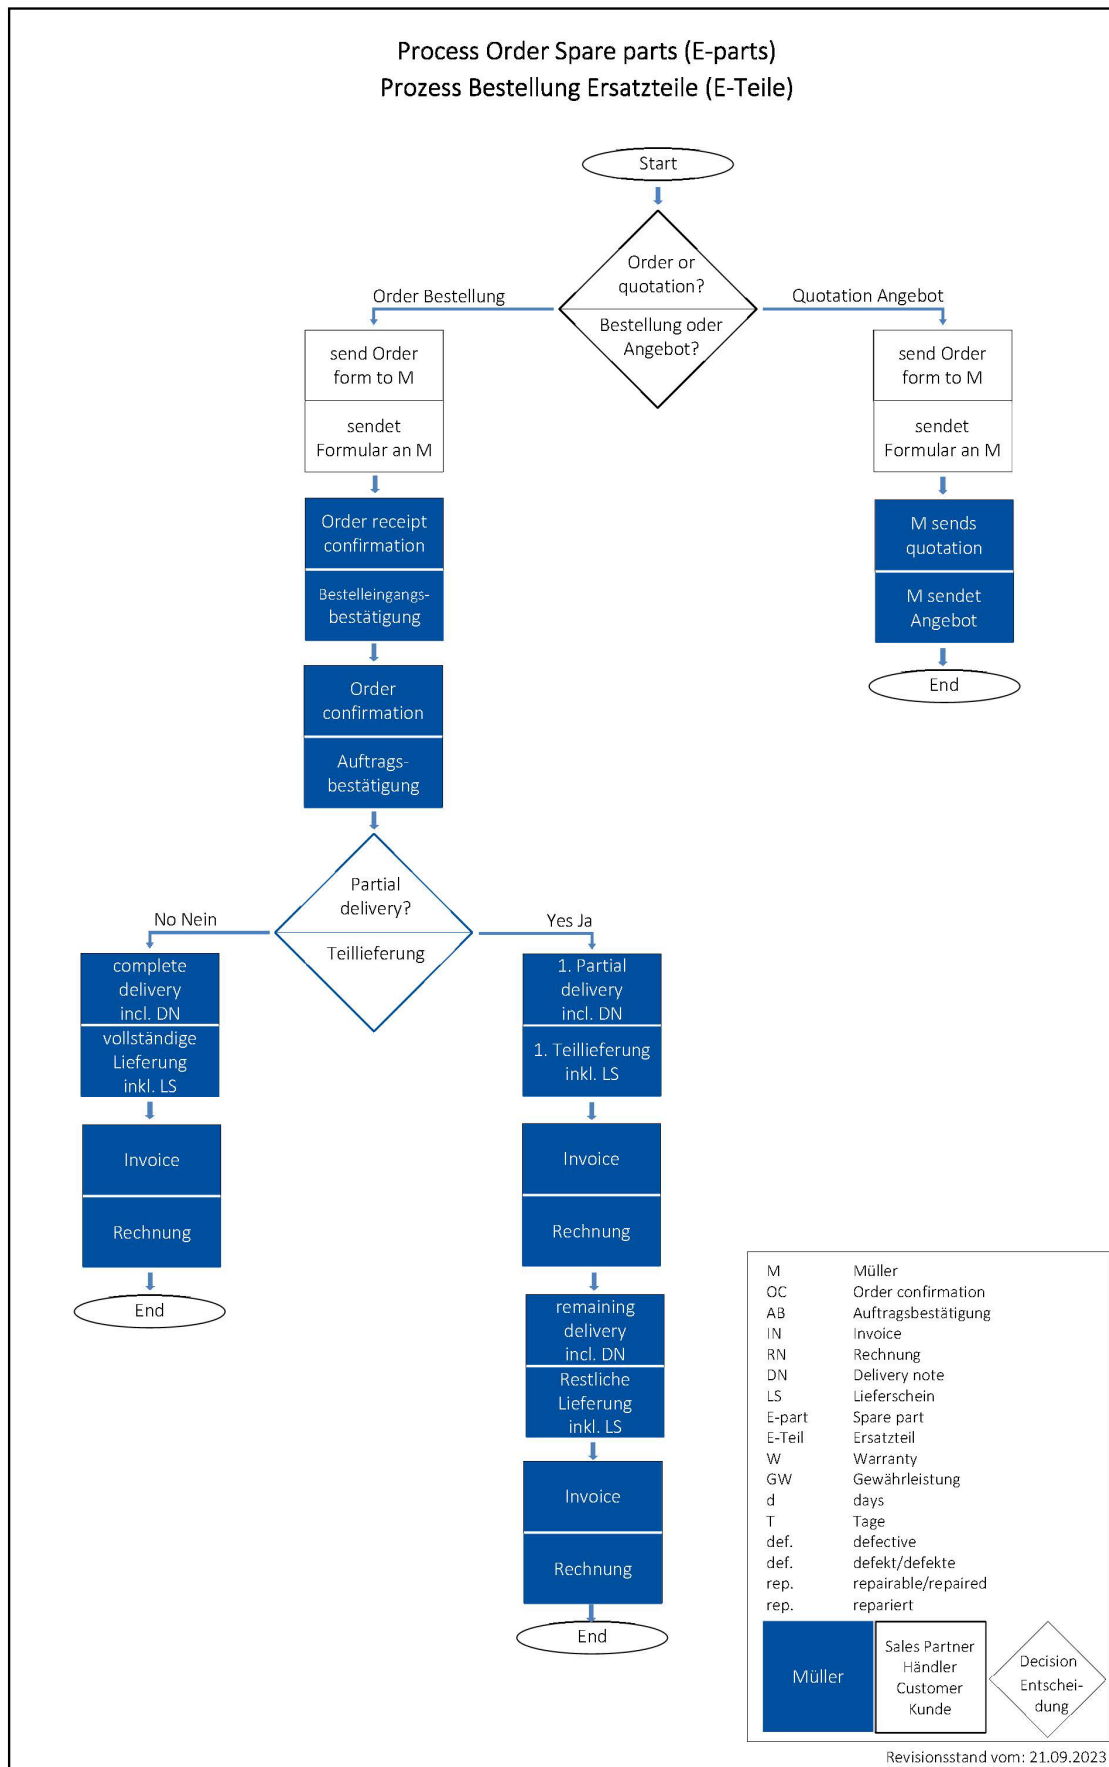 Process Order Spare parts (E-parts)
Prozess Bestellung Ersatzteile (E-Teile)
Start
Order or
quotation?
Bestellung oder
Angebot?
Order Bestellung
Quotation Angebot
send Order
form to M
sendet
Formular an M
send Order
form to M
sendet
Formular an M
Order receipt
confirmation
Bestelleingangs-
bestätigung
M sends
quotation
M sendet
Angebot
End
Order
confirmation
Auftrags-
bestätigung
Partial
delivery?
Teillieferung
No Nein
Yes Ja
complete
delivery
incl. DN
vollständige
Lieferung
inkl. LS
Invoice
Rechnung
End
1. Partial
delivery
incl. DN
1. Teillieferung
inkl. LS
Invoice
Rechnung
remaining
delivery
incl. DN
Restliche
Lieferung
inkl. LS
Invoice
Rechnung
End
M Müller
OC Order confirmation
AB Auftragsbestätigung
IN Invoice
RN Rechnung
DN Delivery note
LS Lieferschein
E-part Spare part
E-Teil Ersatzteil
W Warranty
GW Gewährleistung
d days
T Tage
def. defective
def. defekt/defekte
rep. repairable/repaired
rep. repariert
Müller
Sales Partner
Händler
Customer
Kunde
Decision
Entschei-
dung
Revisionsstand vom: 21.09.2023